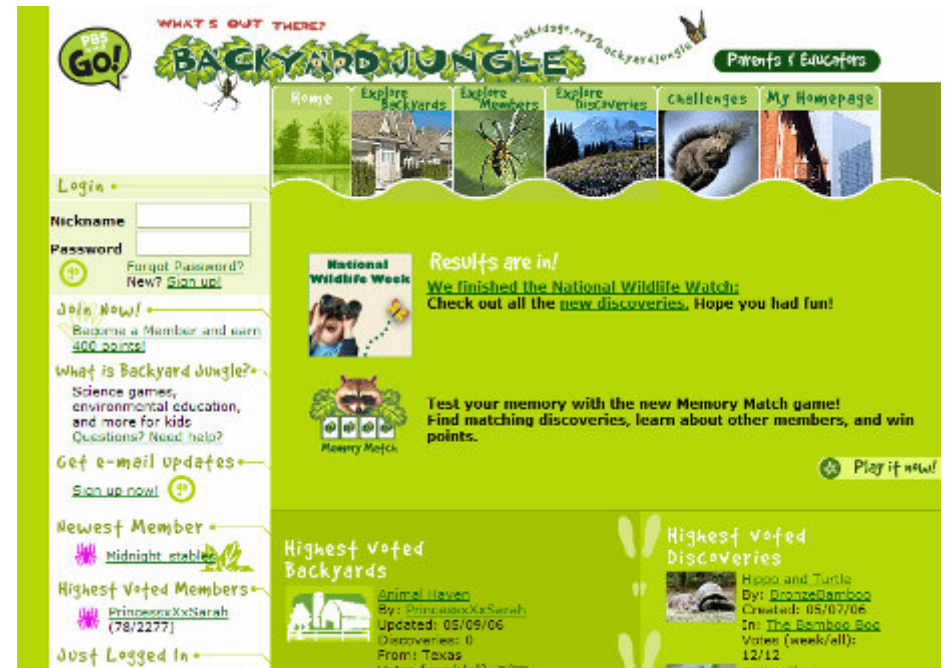 WHAT'S OUT THERE?
PBS KIDS
GO!
BACKYARD JUNGLE
pbskidsgo.org/backyardjungle
Parents & Educators
Home
Explore Backyards
Explore Members
Explore Discoveries
Challenges
My Homepage
Login
Nickname
Password
go
Forgot Password?
New? Sign up!
Join Now!
Become a Member and earn
400 points!
What is Backyard Jungle?
Science games,
environmental education,
and more for kids
Questions? Need help?
Get e-mail updates
Sign up now!
go
Newest Member
Midnight_stables
Highest Voted Members
PrincessxXxSarah
(78/2277)
Just Logged In
National
Wildlife Week
Results are in!
We finished the National Wildlife Watch:
Check out all the new discoveries. Hope you had fun!
Memory Match
Test your memory with the new Memory Match game!
Find matching discoveries, learn about other members, and win
points.
Play it now!
Highest Voted
Backyards
Animal Haven
By: PrincessxXxSarah
Updated: 05/09/06
Discoveries: 0
From: Texas
Highest Voted
Discoveries
Hippo and Turtle
By: BronzeBamboo
Created: 05/07/06
In: The Bamboo Boo
Votes (week/all):
12/12